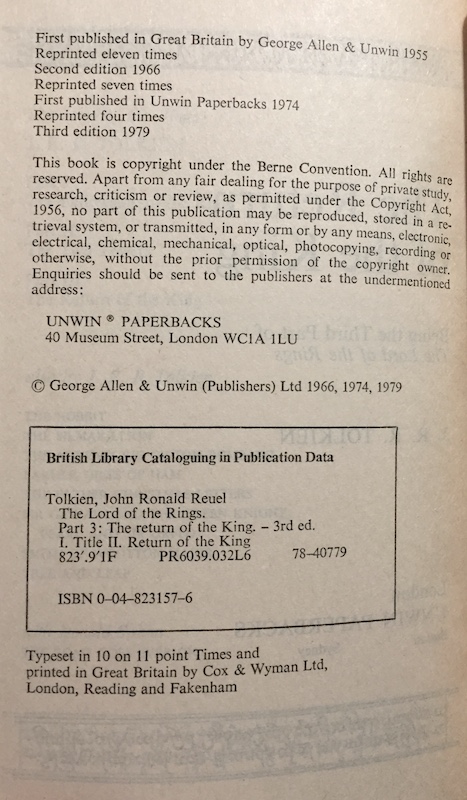 First published in Great Britain by George Allen & Unwin 1955
Reprinted eleven times
Second edition 1966
Reprinted seven times
First published in Unwin Paperbacks 1974
Reprinted four times
Third edition 1979
This book is copyright under the Berne Convention. All rights are
reserved. Apart from any fair dealing for the purpose of private study,
research, criticism or review, as permitted under the Copyright Act,
1956, no part of this publication may be reproduced, stored in a re-
trieval system, or transmitted, in any form or by any means, electronic,
electrical, chemical, mechanical, optical, photocopying, recording or
otherwise, without the prior permission of the copyright owner.
Enquiries should be sent to the publishers at the undermentioned
address:
UNWIN ® PAPERBACKS
40 Museum Street, London WC1A 1LU
© George Allen & Unwin (Publishers) Ltd 1966, 1974, 1979
British Library Cataloguing in Publication Data
Tolkien, John Ronald Reuel
The Lord of the Rings.
Part 3: The return of the King. – 3rd ed.
I. Title II. Return of the King
823'.9'1F PR6039.032L6 78–40779
ISBN 0–04–823157–6
Typeset in 10 on 11 point Times and
printed in Great Britain by Cox & Wyman Ltd,
London, Reading and Fakenham